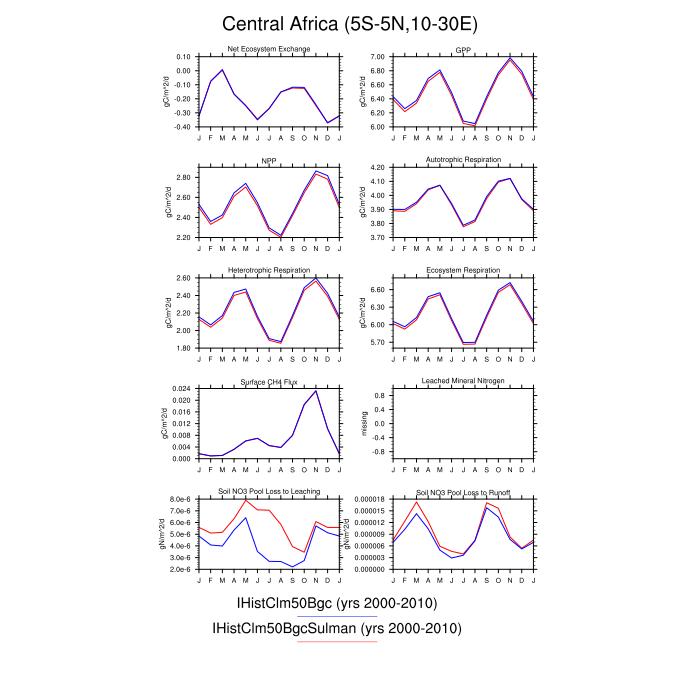 Central Africa (5S-5N,10-30E)
Net Ecosystem Exchange
gC/m^2/d
0.10
0.00
-0.10
-0.20
-0.30
-0.40
J F M A M J J A S O N D J
GPP
gC/m^2/d
7.00
6.80
6.60
6.40
6.20
6.00
J F M A M J J A S O N D J
NPP
gC/m^2/d
2.80
2.60
2.40
2.20
J F M A M J J A S O N D J
Autotrophic Respiration
gC/m^2/d
4.20
4.10
4.00
3.90
3.80
3.70
J F M A M J J A S O N D J
Heterotrophic Respiration
gC/m^2/d
2.60
2.40
2.20
2.00
1.80
J F M A M J J A S O N D J
Ecosystem Respiration
gC/m^2/d
6.60
6.30
6.00
5.70
J F M A M J J A S O N D J
Surface CH4 Flux
gC/m^2/d
0.024
0.020
0.016
0.012
0.008
0.004
0.000
J F M A M J J A S O N D J
Leached Mineral Nitrogen
missing
0.8
0.4
-0.0
-0.4
-0.8
J F M A M J J A S O N D J
Soil NO3 Pool Loss to Leaching
gN/m^2/d
8.0e-6
7.0e-6
6.0e-6
5.0e-6
4.0e-6
3.0e-6
2.0e-6
J F M A M J J A S O N D J
Soil NO3 Pool Loss to Runoff
gN/m^2/d
0.000018
0.000015
0.000012
0.000009
0.000006
0.000003
0.000000
J F M A M J J A S O N D J
IHistClm50Bgc (yrs 2000-2010)
IHistClm50BgcSulman (yrs 2000-2010)